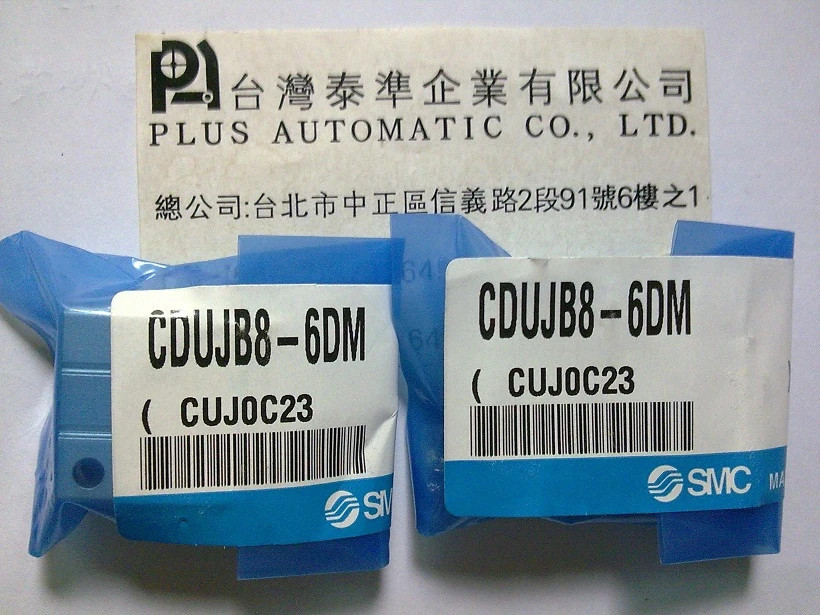 台灣泰準企業有限公司
PLUS AUTOMATIC CO., LTD.
總公司:台北市中正區信義路2段91號6樓之1
CDUJB8-6DM
( CUJ0C23
SM
CDUJB8-6DM
( CUJ0C23
SMC MA